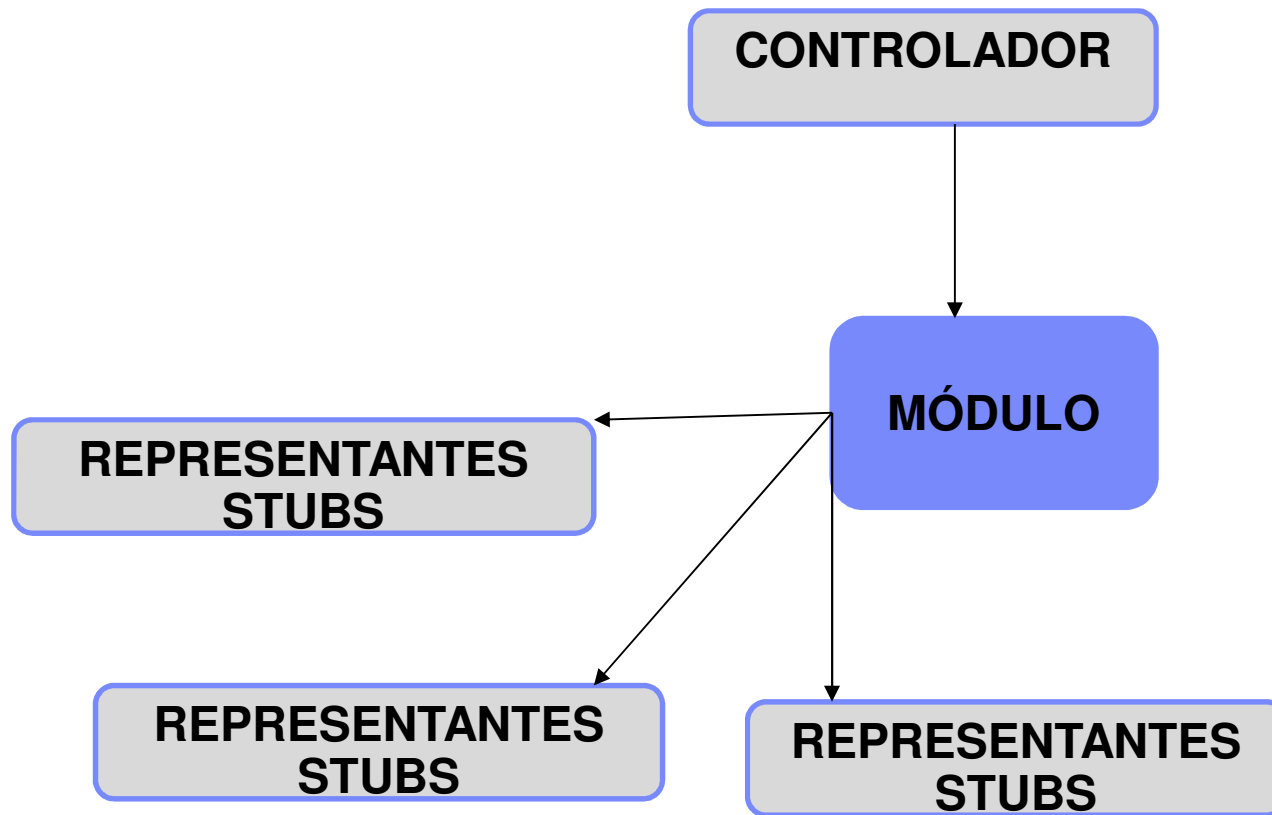 CONTROLADOR
MÓDULO
REPRESENTANTES
STUBS
REPRESENTANTES
STUBS
REPRESENTANTES
STUBS